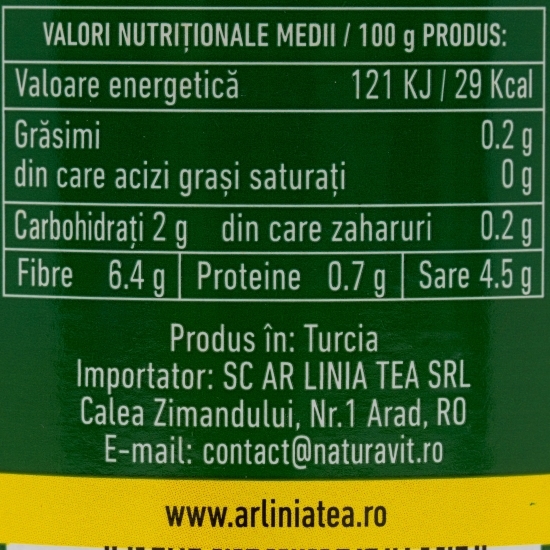 VALORI NUTRIȚIONALE MEDII / 100 g PRODUS:
Valoare energetică 121 KJ / 29 Kcal
Grăsimi 0.2 g
din care acizi grași saturați 0 g
Carbohidrați 2 g din care zaharuri 0.2 g
Fibre 6.4 g Proteine 0.7 g Sare 4.5 g
Produs în: Turcia
Importator: SC AR LINIA TEA SRL
Calea Zimandului, Nr.1 Arad, RO
E-mail: contact@naturavit.ro
www.arliniatea.ro